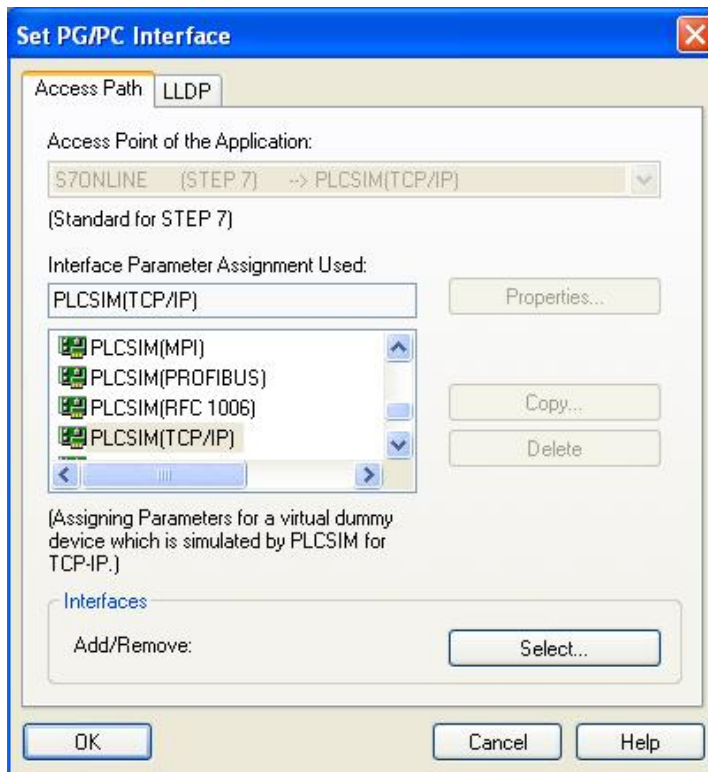 Set PG/PC Interface
Access Path
LLDP
Access Point of the Application:
S7ONLINE (STEP 7) --> PLCSIM(TCP/IP)
(Standard for STEP 7)
Interface Parameter Assignment Used:
PLCSIM(TCP/IP)
Properties...
PLCSIM(MPI)
PLCSIM(PROFIBUS)
PLCSIM(RFC 1006)
PLCSIM(TCP/IP)
Copy...
Delete
(Assigning Parameters for a virtual dummy
device which is simulated by PLCSIM for
TCP-IP.)
Interfaces
Add/Remove:
Select...
OK
Cancel
Help